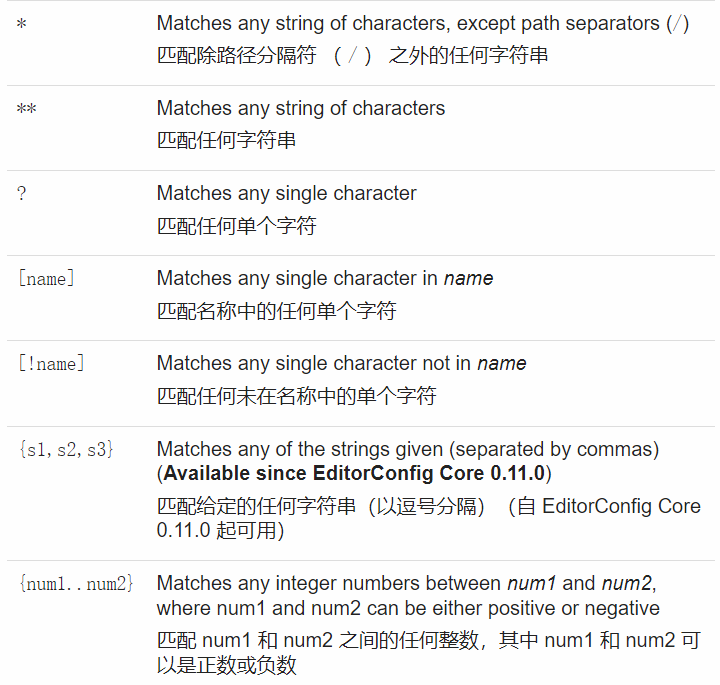 * Matches any string of characters, except path separators (/)
匹配除路径分隔符 （ / ） 之外的任何字符串
** Matches any string of characters
匹配任何字符串
? Matches any single character
匹配任何单个字符
[name] Matches any single character in name
匹配名称中的任何单个字符
[!name] Matches any single character not in name
匹配任何未在名称中的单个字符
{s1,s2,s3} Matches any of the strings given (separated by commas)
(Available since EditorConfig Core 0.11.0)
匹配给定的任何字符串（以逗号分隔）（自 EditorConfig Core
0.11.0 起可用）
{num1..num2} Matches any integer numbers between num1 and num2,
where num1 and num2 can be either positive or negative
匹配 num1 和 num2 之间的任何整数，其中 num1 和 num2 可
以是正数或负数